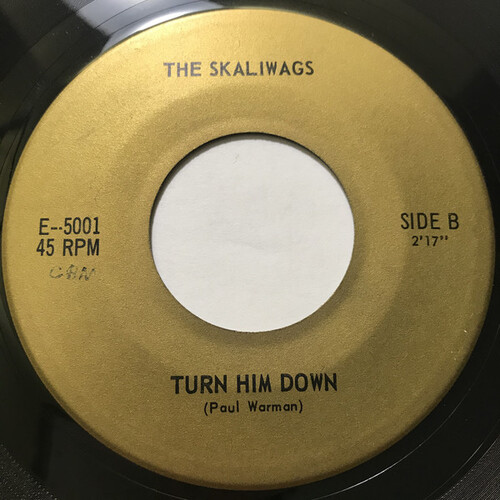 THE SKALIWAGS
E--5001
45 RPM
SIDE B
2'17"
TURN HIM DOWN
(Paul Warman)